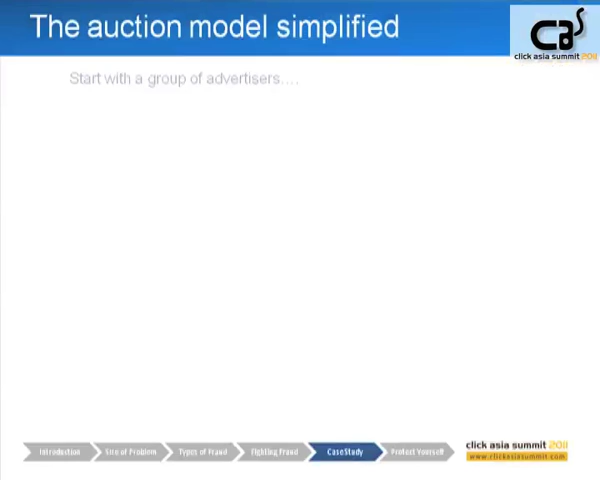 The auction model simplified
CAS
click asia summit 2011
Start with a group of advertisers....
Introduction
Size of Problem
Types of Fraud
Fighting Fraud
Case Study
Protect Yourself
click asia summit 2011
www.clickasiasummit.com